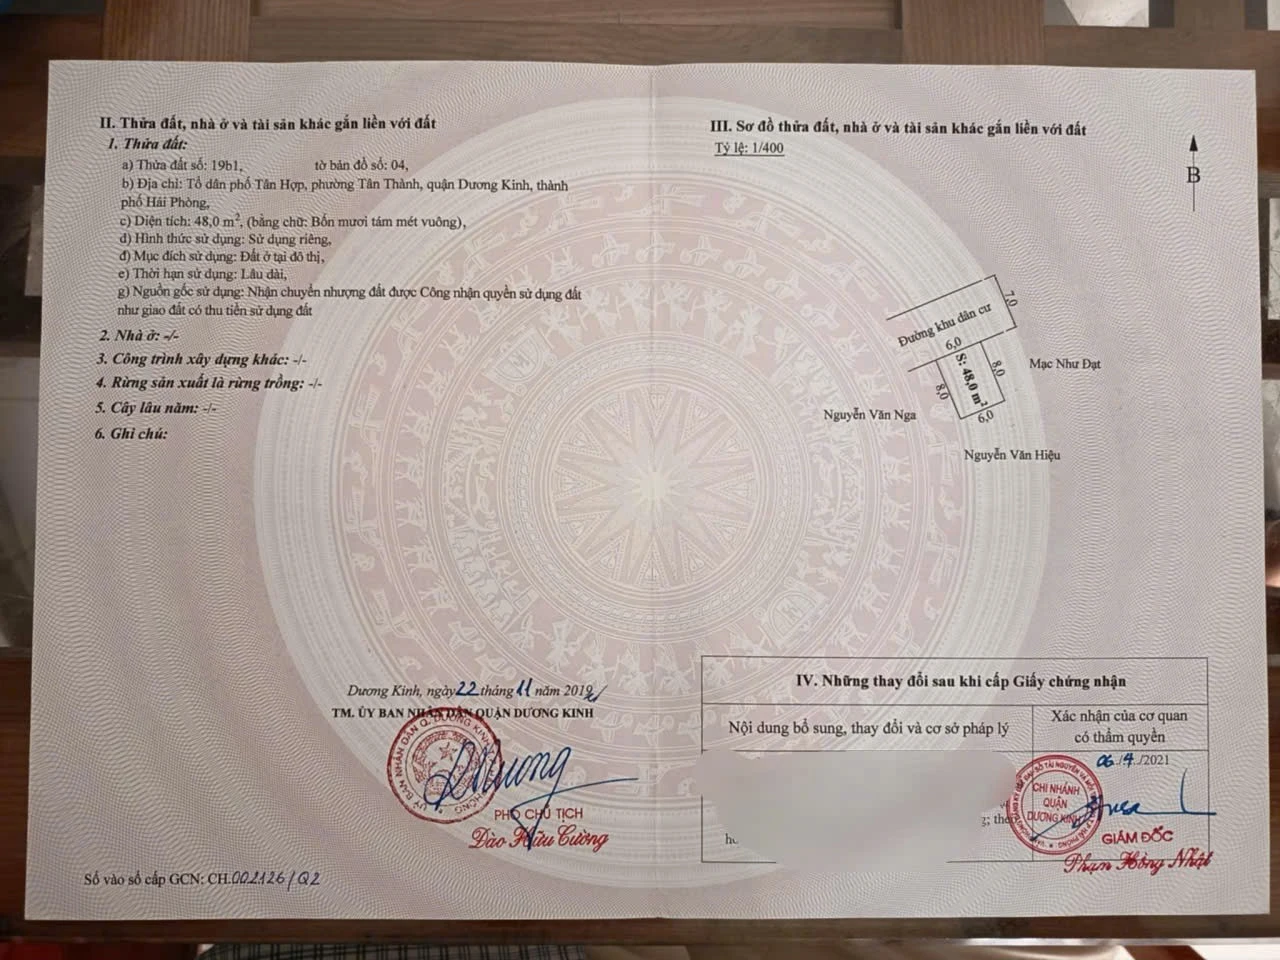 II. Thửa đất, nhà ở và tài sản khác gắn liền với đất
1. Thửa đất:
a) Thửa đất số: 19b1, tờ bản đồ số: 04,
b) Địa chỉ: Tổ dân phố Tân Hợp, phường Tân Thành, quận Dương Kinh, thành
phố Hải Phòng,
c) Diện tích: 48,0 m², (bằng chữ: Bốn mươi tám mét vuông),
d) Hình thức sử dụng: Sử dụng riêng,
đ) Mục đích sử dụng: Đất ở tại đô thị,
e) Thời hạn sử dụng: Lâu dài,
g) Nguồn gốc sử dụng: Nhận chuyển nhượng đất được Công nhận quyền sử dụng đất
như giao đất có thu tiền sử dụng đất
2. Nhà ở: -/-
3. Công trình xây dựng khác: -/-
4. Rừng sản xuất là rừng trồng: -/-
5. Cây lâu năm: -/-
6. Ghi chú:
Dương Kinh, ngày 22 tháng 11 năm 2019
TM. ỦY BAN NHÂN DÂN QUẬN DƯƠNG KINH
PHÓ CHỦ TỊCH
Đào Hữu Cường
Số vào sổ cấp GCN: CH.002126/Q2
III. Sơ đồ thửa đất, nhà ở và tài sản khác gắn liền với đất
Tỷ lệ: 1/400
B
7,0
Đường khu dân cư
6,0
S: 48,0 m²
8,0
8,0
6,0
Mạc Như Đạt
Nguyễn Văn Nga
Nguyễn Văn Hiệu
IV. Những thay đổi sau khi cấp Giấy chứng nhận
Nội dung bổ sung, thay đổi và cơ sở pháp lý
Xác nhận của cơ quan
có thẩm quyền
06/4/2021
CHI NHÁNH
QUẬN
DƯƠNG KINH
GIÁM ĐỐC
Phạm Hồng Nhật